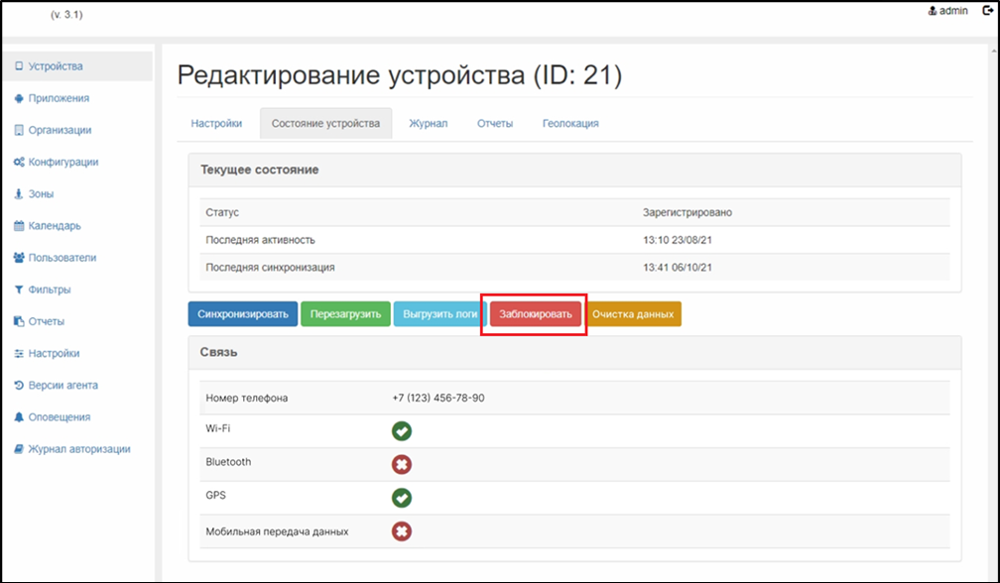 (v. 3.1)
admin
Устройства
Приложения
Организации
Конфигурации
Зоны
Календарь
Пользователи
Фильтры
Отчеты
Настройки
Версии агента
Оповещения
Журнал авторизации
Редактирование устройства (ID: 21)
Настройки Состояние устройства Журнал Отчеты Геолокация
Текущее состояние
Статус Зарегистрировано
Последняя активность 13:10 23/08/21
Последняя синхронизация 13:41 06/10/21
Синхронизировать Перезагрузить Выгрузить логи Заблокировать Очистка данных
Связь
Номер телефона +7 (123) 456-78-90
Wi-Fi
Bluetooth
GPS
Мобильная передача данных